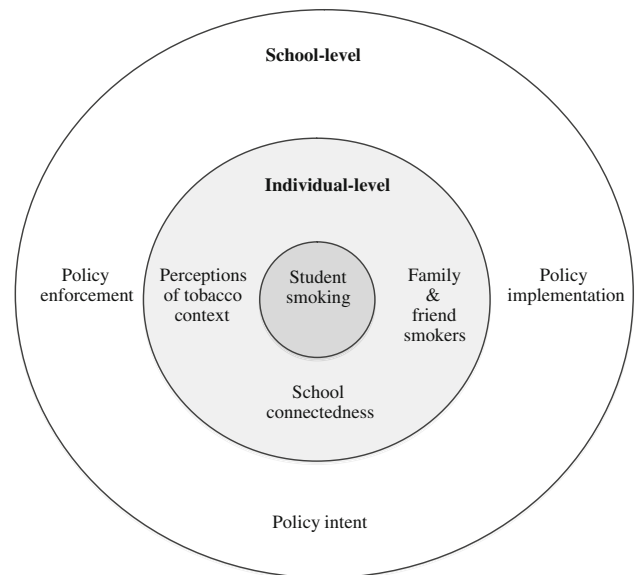 School-level
Individual-level
Policy
enforcement
Perceptions
of tobacco
context
Student
smoking
Family
&
friend
smokers
Policy
implementation
School
connectedness
Policy intent